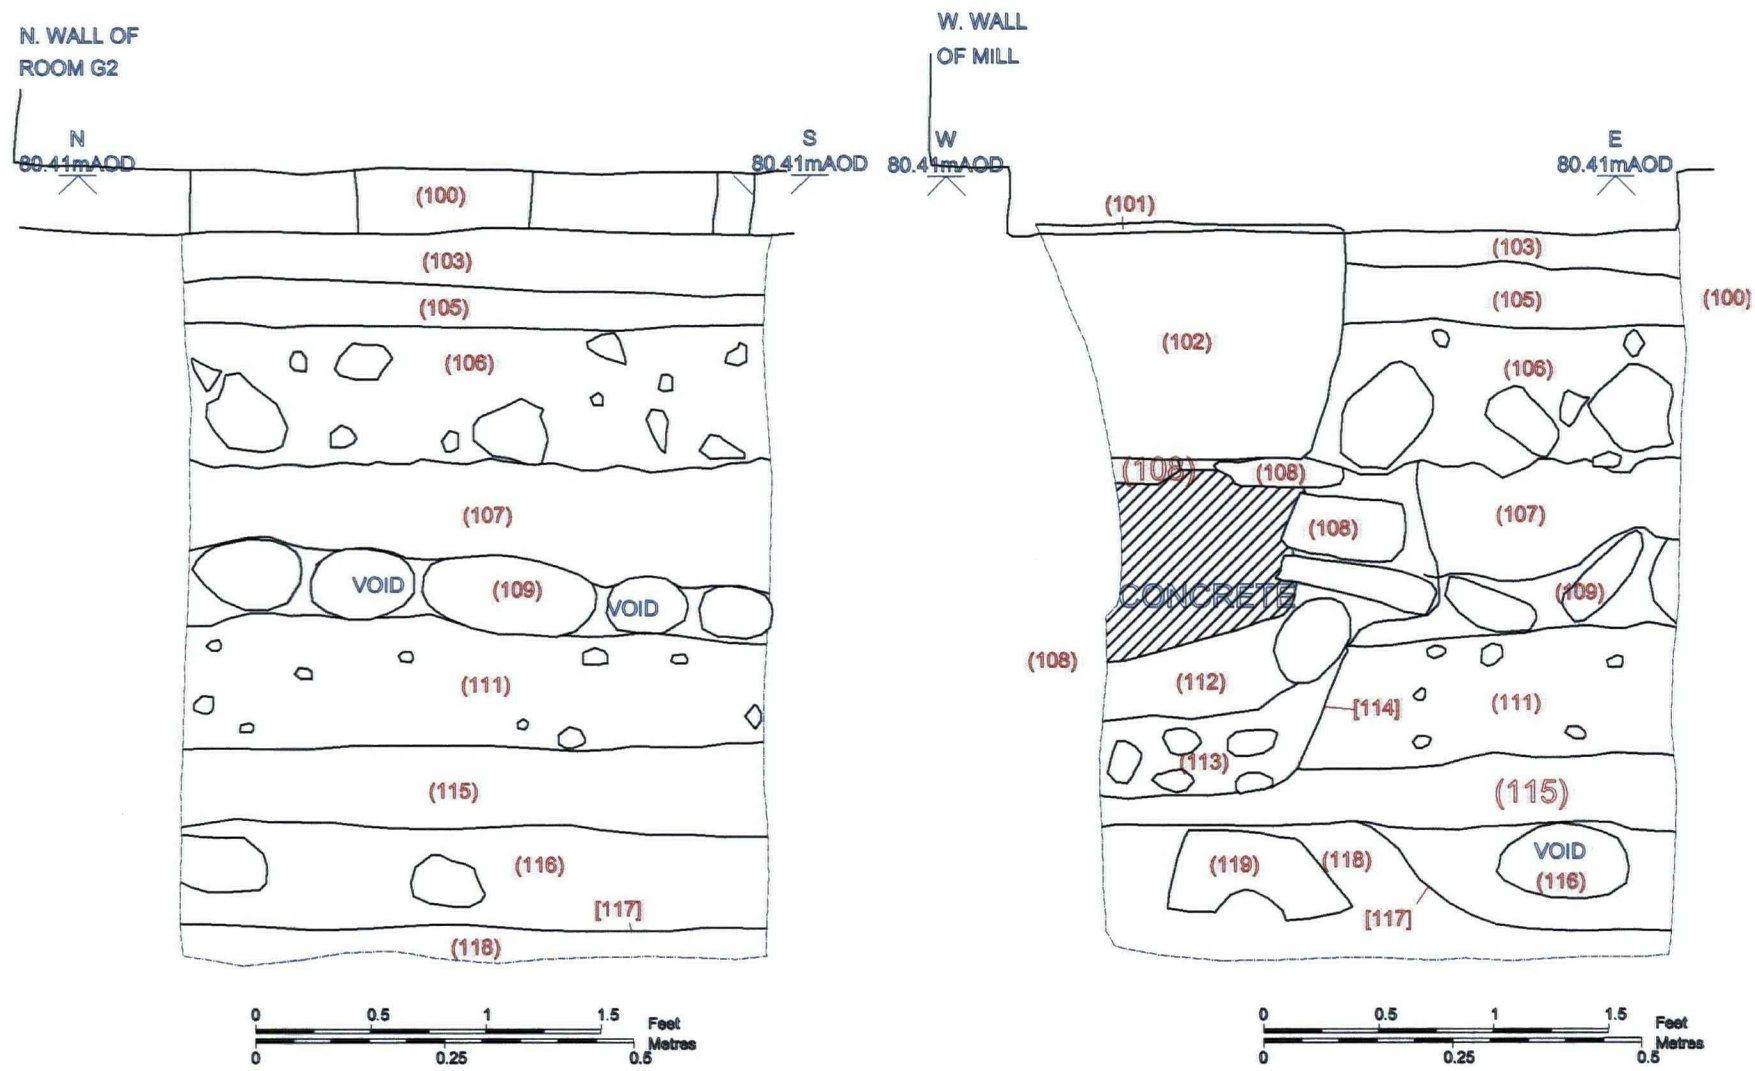 N. WALL OF
ROOM G2
N
80.41mAOD
S
80.41mAOD
(100)
(103)
(105)
(106)
(107)
VOID
(109)
VOID
(111)
(115)
(116)
[117]
(118)
0 0.5 1 1.5
Feet
Metres
0 0.25 0.5
W. WALL
OF MILL
W
80.41mAOD
E
80.41mAOD
(101)
(103)
(105)
(100)
(102)
(106)
(108)
(108)
(107)
(108)
CONCRETE
(109)
(108)
(112)
[114]
(111)
(113)
(115)
VOID
(119)
(118)
(116)
[117]
0 0.5 1 1.5
Feet
Metres
0 0.25 0.5